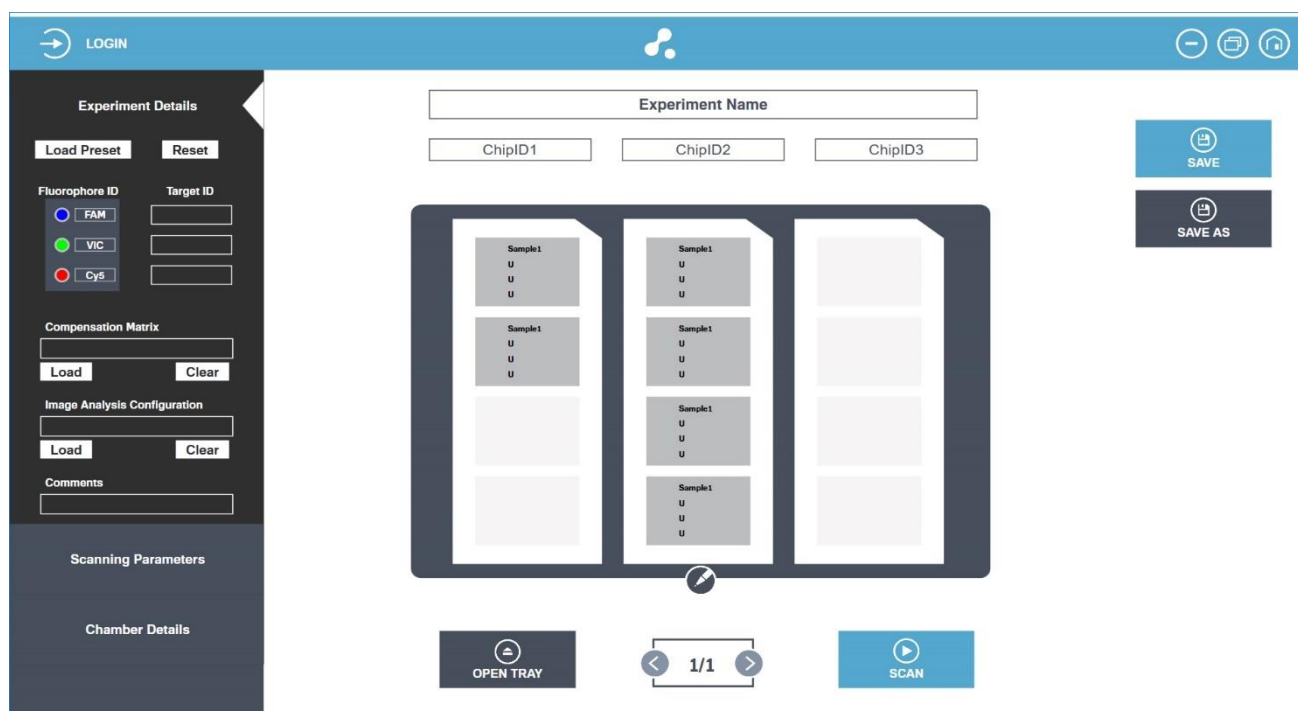 LOGIN
Experiment Details
Load Preset Reset
Fluorophore ID Target ID
FAM
VIC
Cy5
Compensation Matrix
Load Clear
Image Analysis Configuration
Load Clear
Comments
Scanning Parameters
Chamber Details
Experiment Name
ChipID1 ChipID2 ChipID3
Sample1
U
U
U
Sample1
U
U
U
Sample1
U
U
U
Sample1
U
U
U
Sample1
U
U
U
Sample1
U
U
U
OPEN TRAY
1/1
SCAN
SAVE
SAVE AS